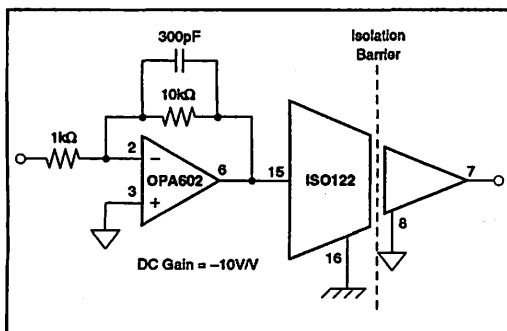 300pF
Isolation
Barrier
10kΩ
1kΩ
2
−
OPA602
6
3
+
15
ISO122
7
8
16
DC Gain = −10V/V